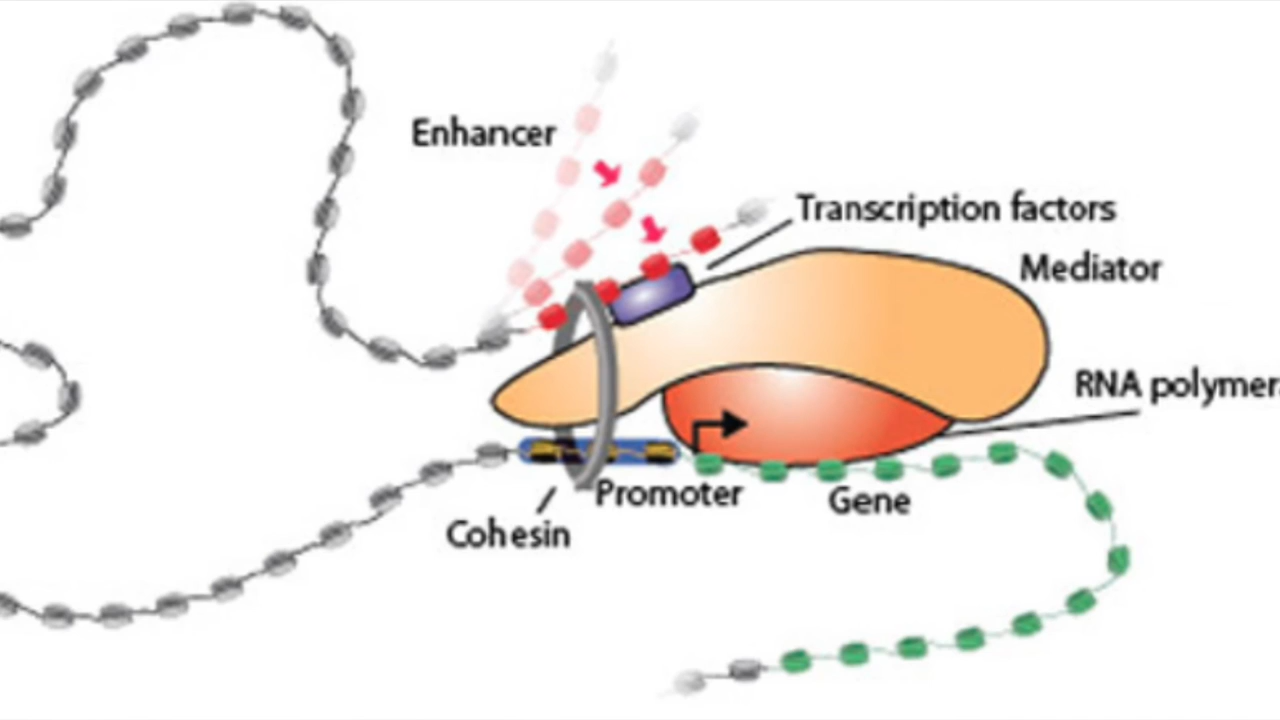 Enhancer
Transcription factors
Mediator
RNA polymera
Promoter
Gene
Cohesin